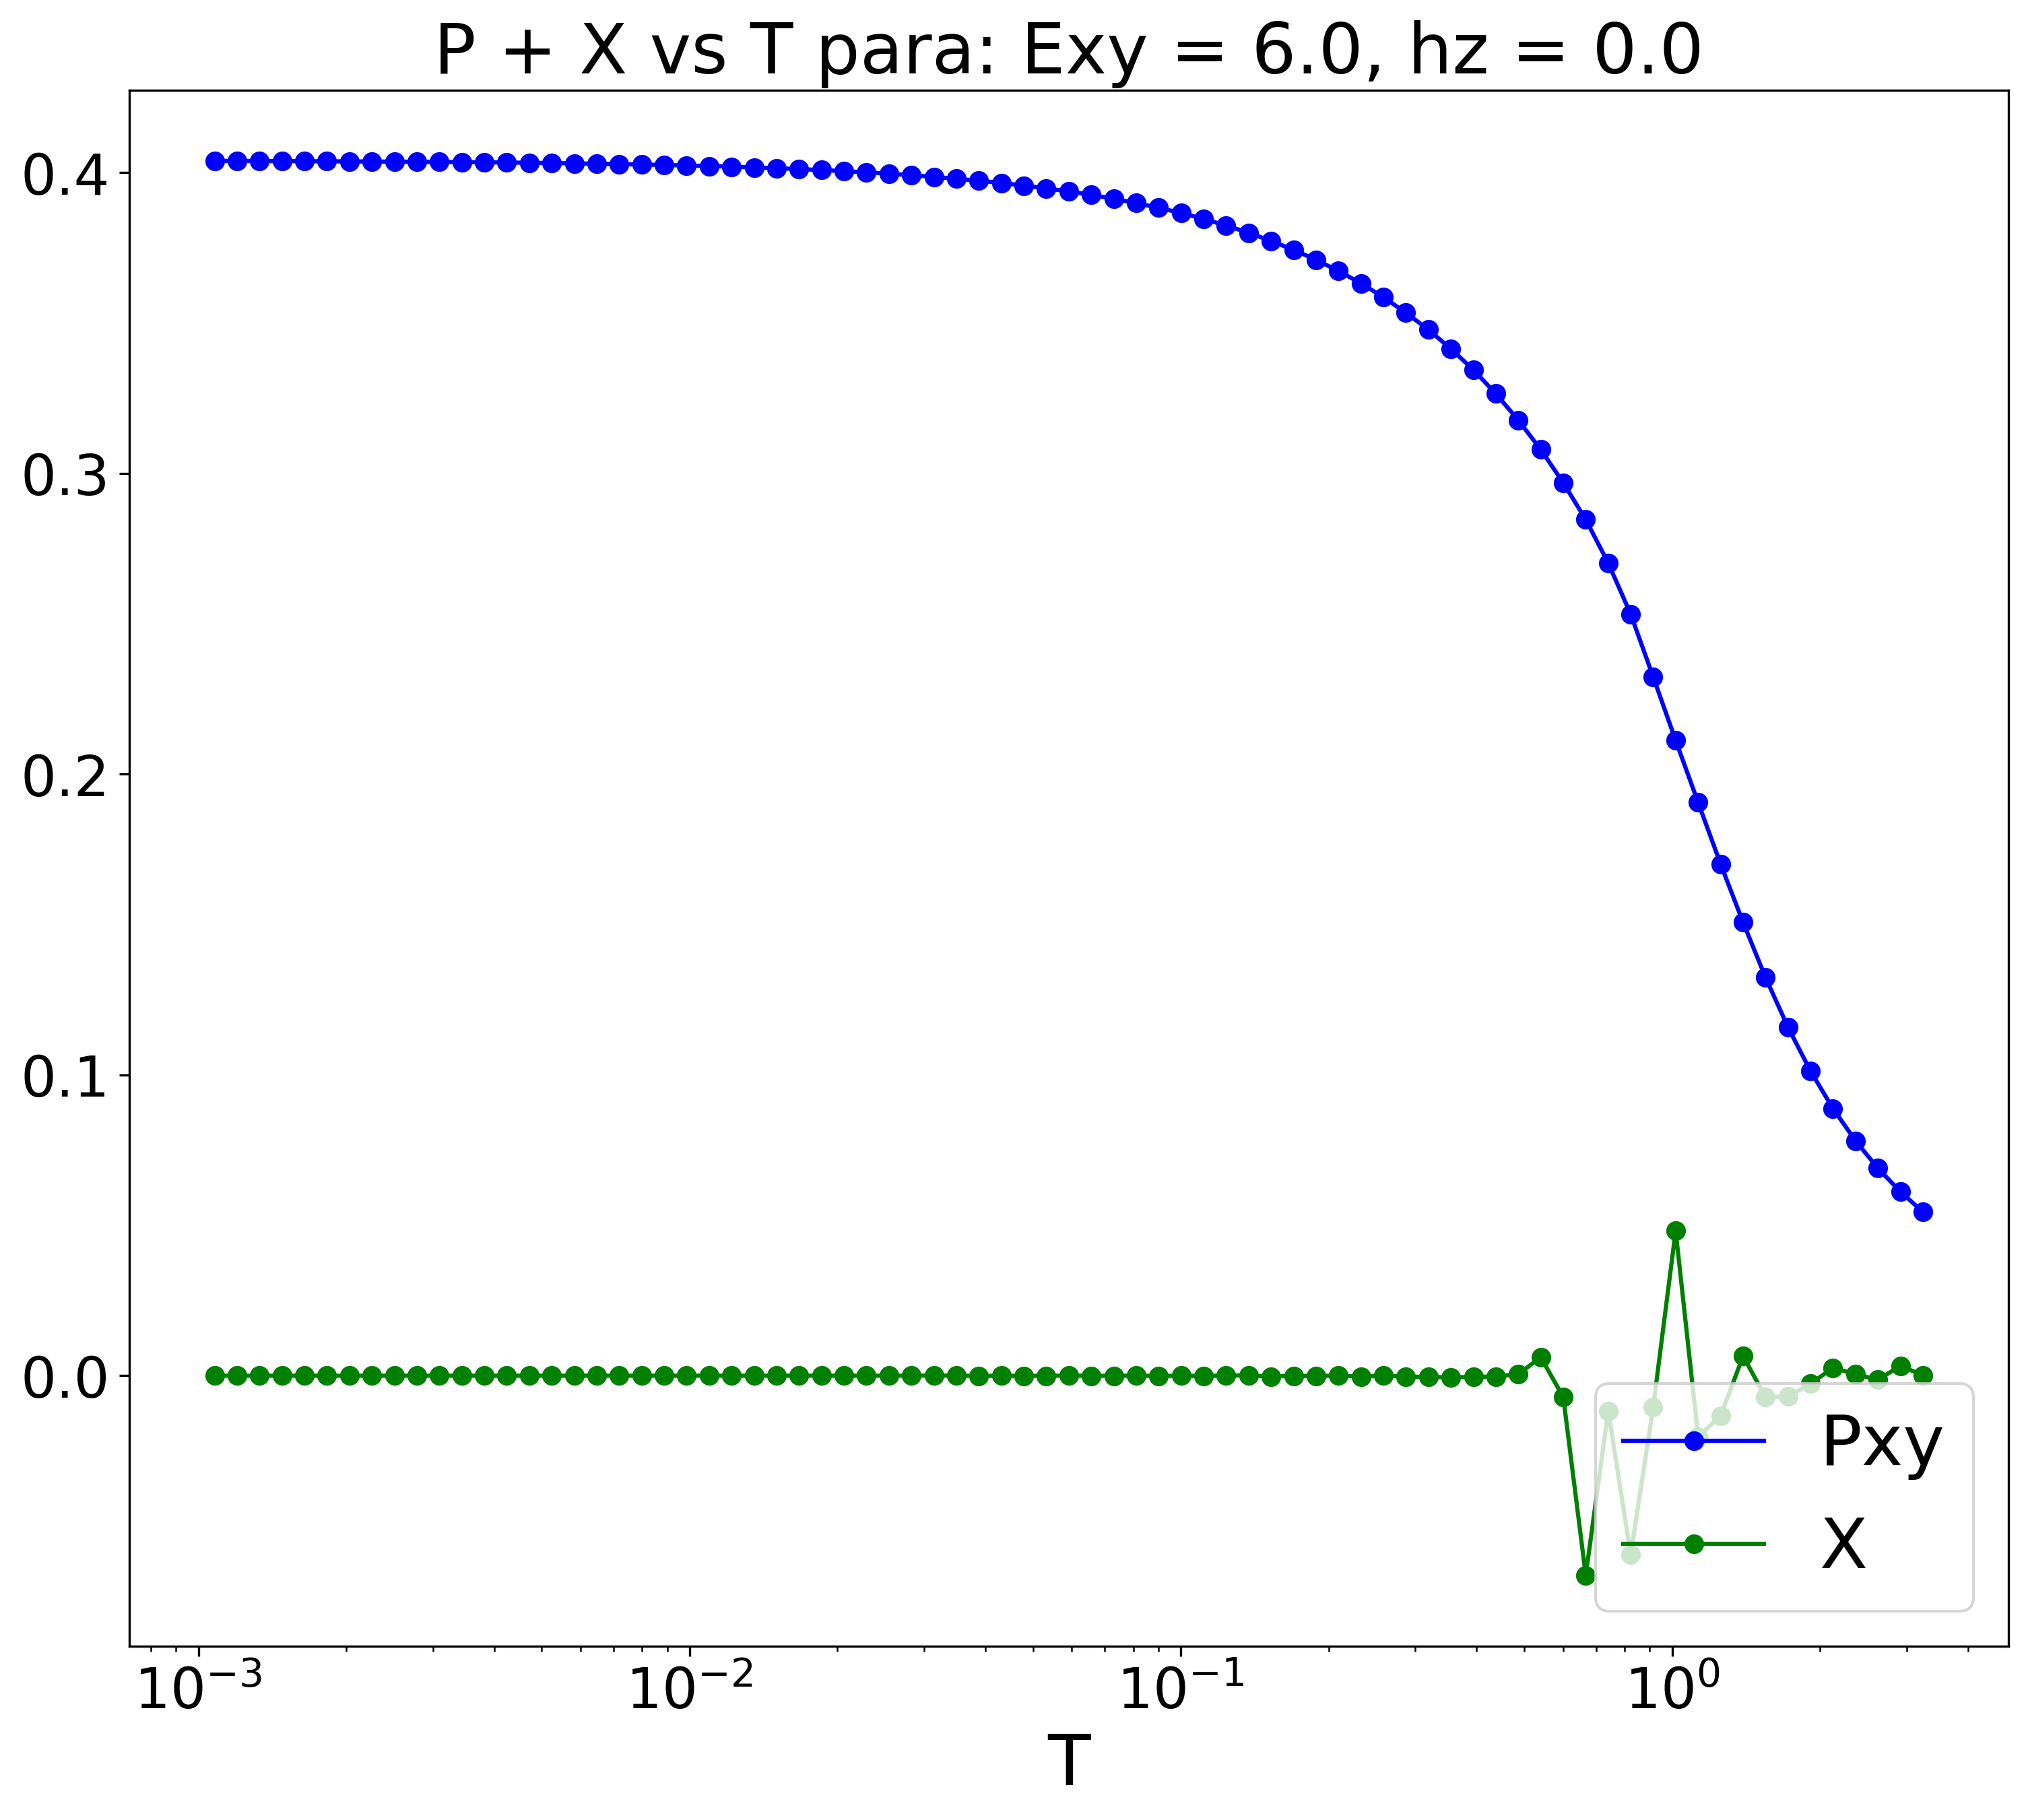 P + X vs T para: Exy = 6.0, hz = 0.0
0.4
0.3
0.2
0.1
0.0
Pxy
X
10⁻³ 10⁻² 10⁻¹ 10⁰
T